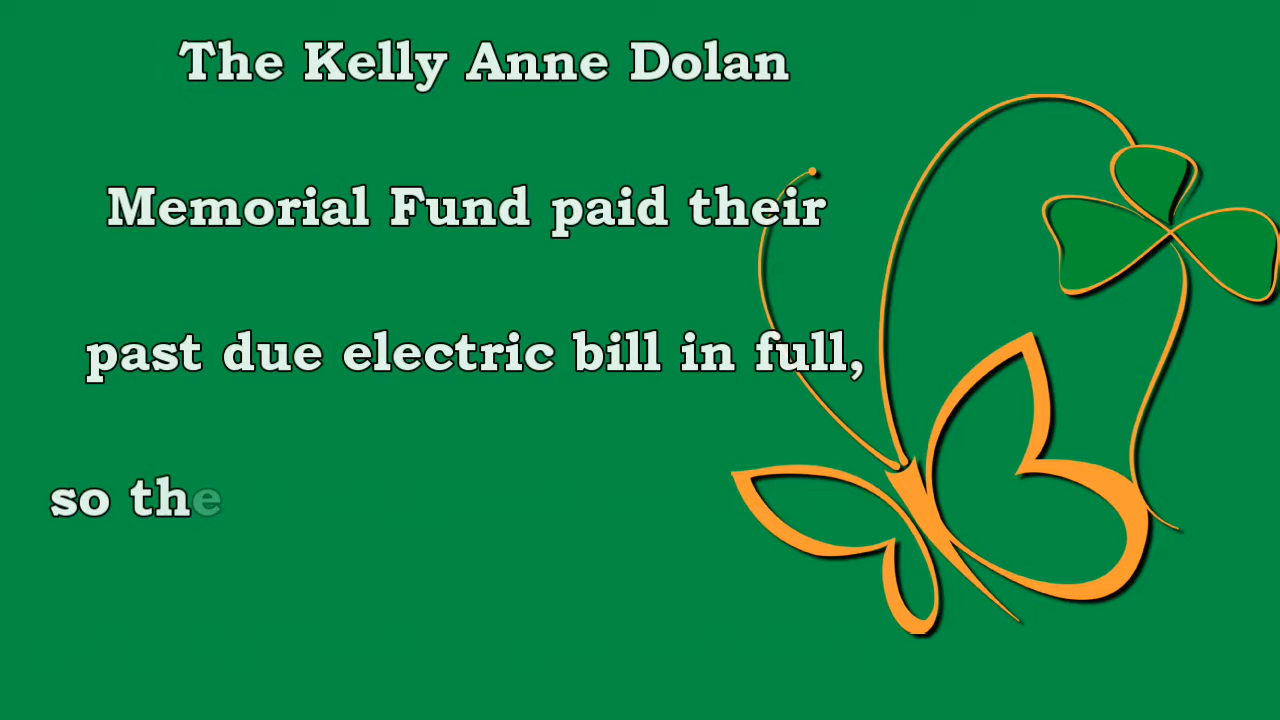 The Kelly Anne Dolan
Memorial Fund paid their
past due electric bill in full,
so the